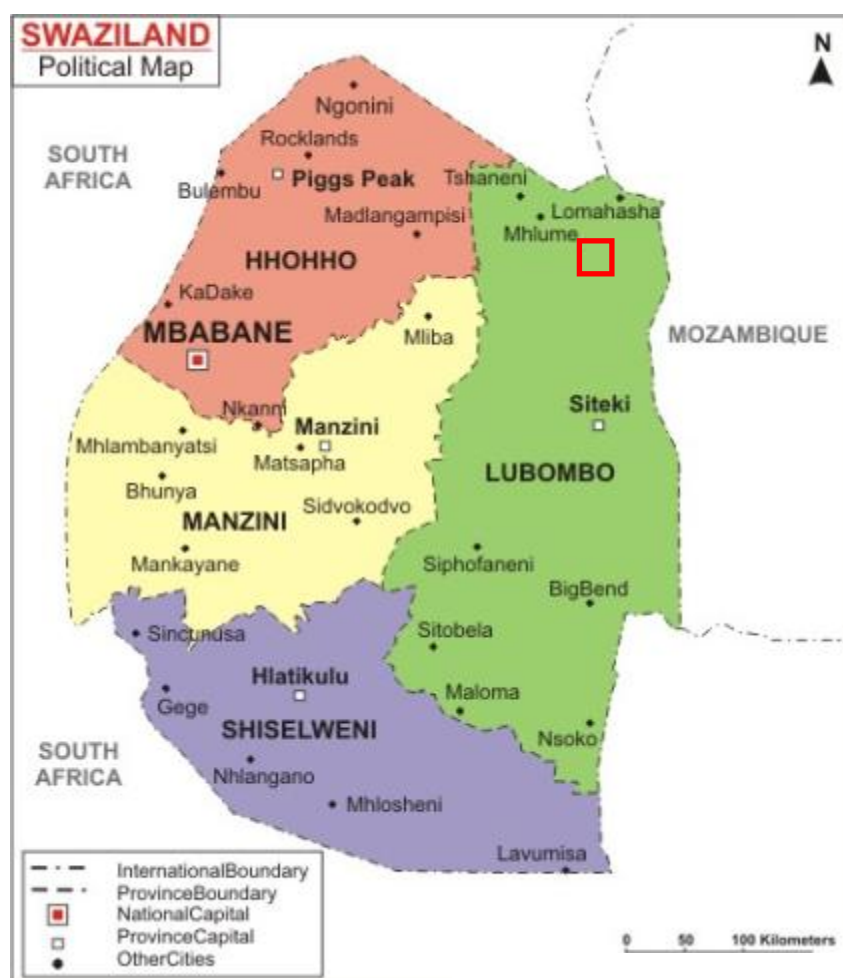 SWAZILAND
Political Map
N
Ngonini
SOUTH
AFRICA
Rocklands
Piggs Peak
Bulembu
Tshaneni
Lomahasha
Madlangampisi
Mhlume
HHOHHO
KaDake
MBABANE
Mliba
MOZAMBIQUE
Nkanni
Siteki
Manzini
Mhlambanyatsi
Matsapha
LUBOMBO
Bhunya
Sidvokodvo
MANZINI
Mankayane
Siphofaneni
BigBend
Sincunusa
Sitobela
Hlatikulu
Gege
Maloma
SHISELWENI
Nsoko
SOUTH
AFRICA
Nhlangano
Mhlosheni
Lavumisa
InternationalBoundary
ProvinceBoundary
NationalCapital
ProvinceCapital
OtherCities
0 50 100 Kilometers